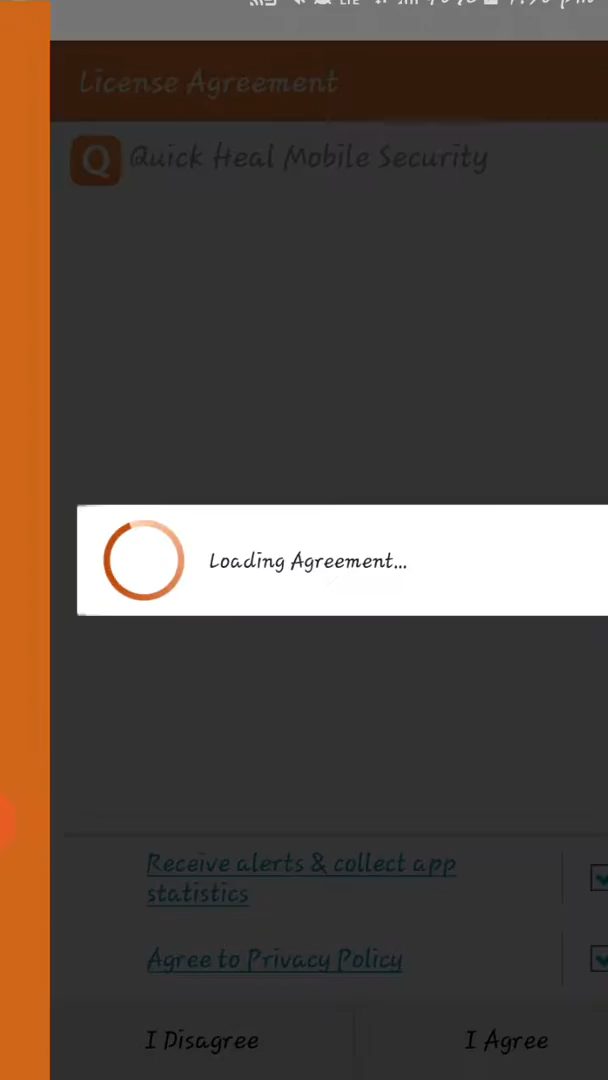 License Agreement
Q Quick Heal Mobile Security
Loading Agreement...
Receive alerts & collect app
statistics
Agree to Privacy Policy
I Disagree
I Agree